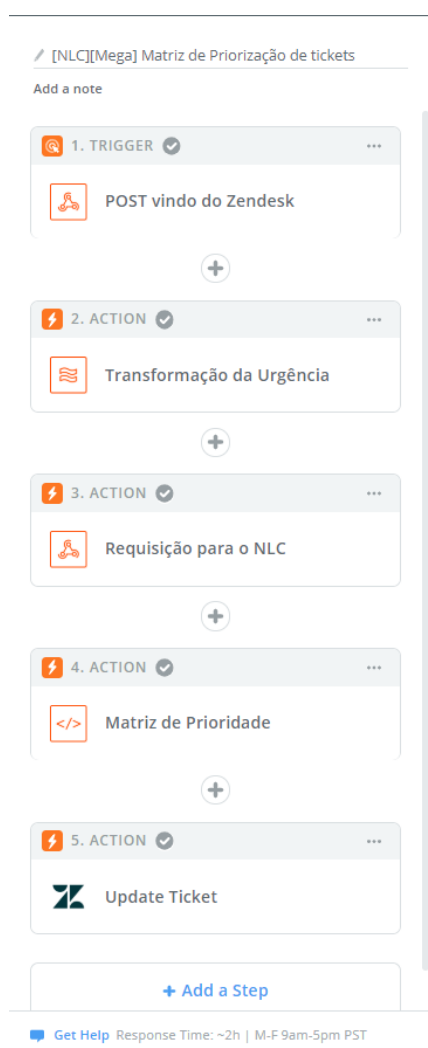 [NLC][Mega] Matriz de Priorização de tickets
Add a note
1. TRIGGER
POST vindo do Zendesk
2. ACTION
Transformação da Urgência
3. ACTION
Requisição para o NLC
4. ACTION
</> Matriz de Prioridade
5. ACTION
Update Ticket
+ Add a Step
Get Help Response Time: ~2h | M-F 9am-5pm PST